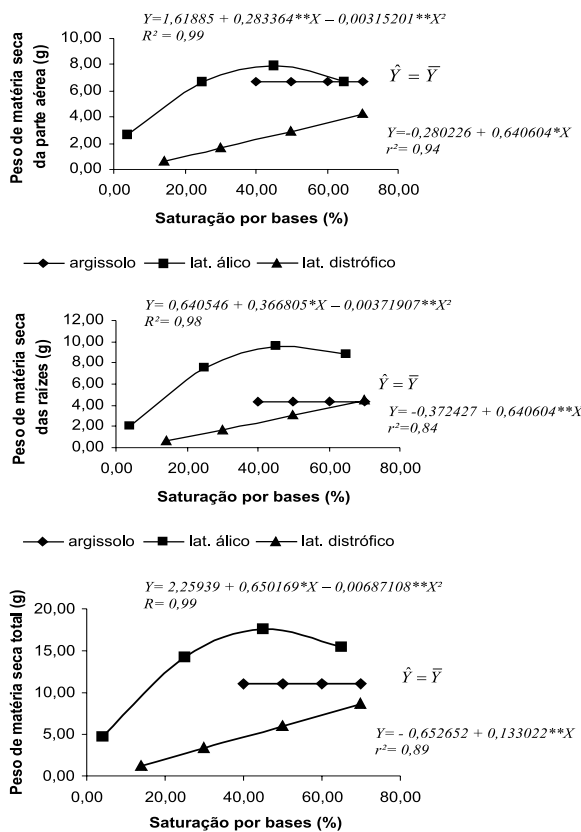 Y=1,61885 + 0,283364**X – 0,00315201**X²
R² = 0,99
Peso de matéria seca
da parte aérea (g)
10,00
8,00
6,00
4,00
2,00
0,00
Ŷ = Y̅
Y=-0,280226 + 0,640604*X
r²= 0,94
0,00 20,00 40,00 60,00 80,00
Saturação por bases (%)
argissolo lat. álico lat. distrófico
Y= 0,640546 + 0,366805*X – 0,00371907**X²
R²= 0,98
Peso de matéria seca
das raízes (g)
12,00
10,00
8,00
6,00
4,00
2,00
0,00
Ŷ = Y̅
Y= -0,372427 + 0,640604**X
r²=0,84
0,00 20,00 40,00 60,00 80,00
Saturação por bases (%)
argissolo lat. álico lat. distrófico
Y= 2,25939 + 0,650169*X – 0,00687108**X²
R= 0,99
Peso de matéria seca total (g)
20,00
15,00
10,00
5,00
0,00
Ŷ = Y̅
Y= - 0,652652 + 0,133022**X
r²= 0,89
0,00 20,00 40,00 60,00 80,00
Saturação por bases (%)